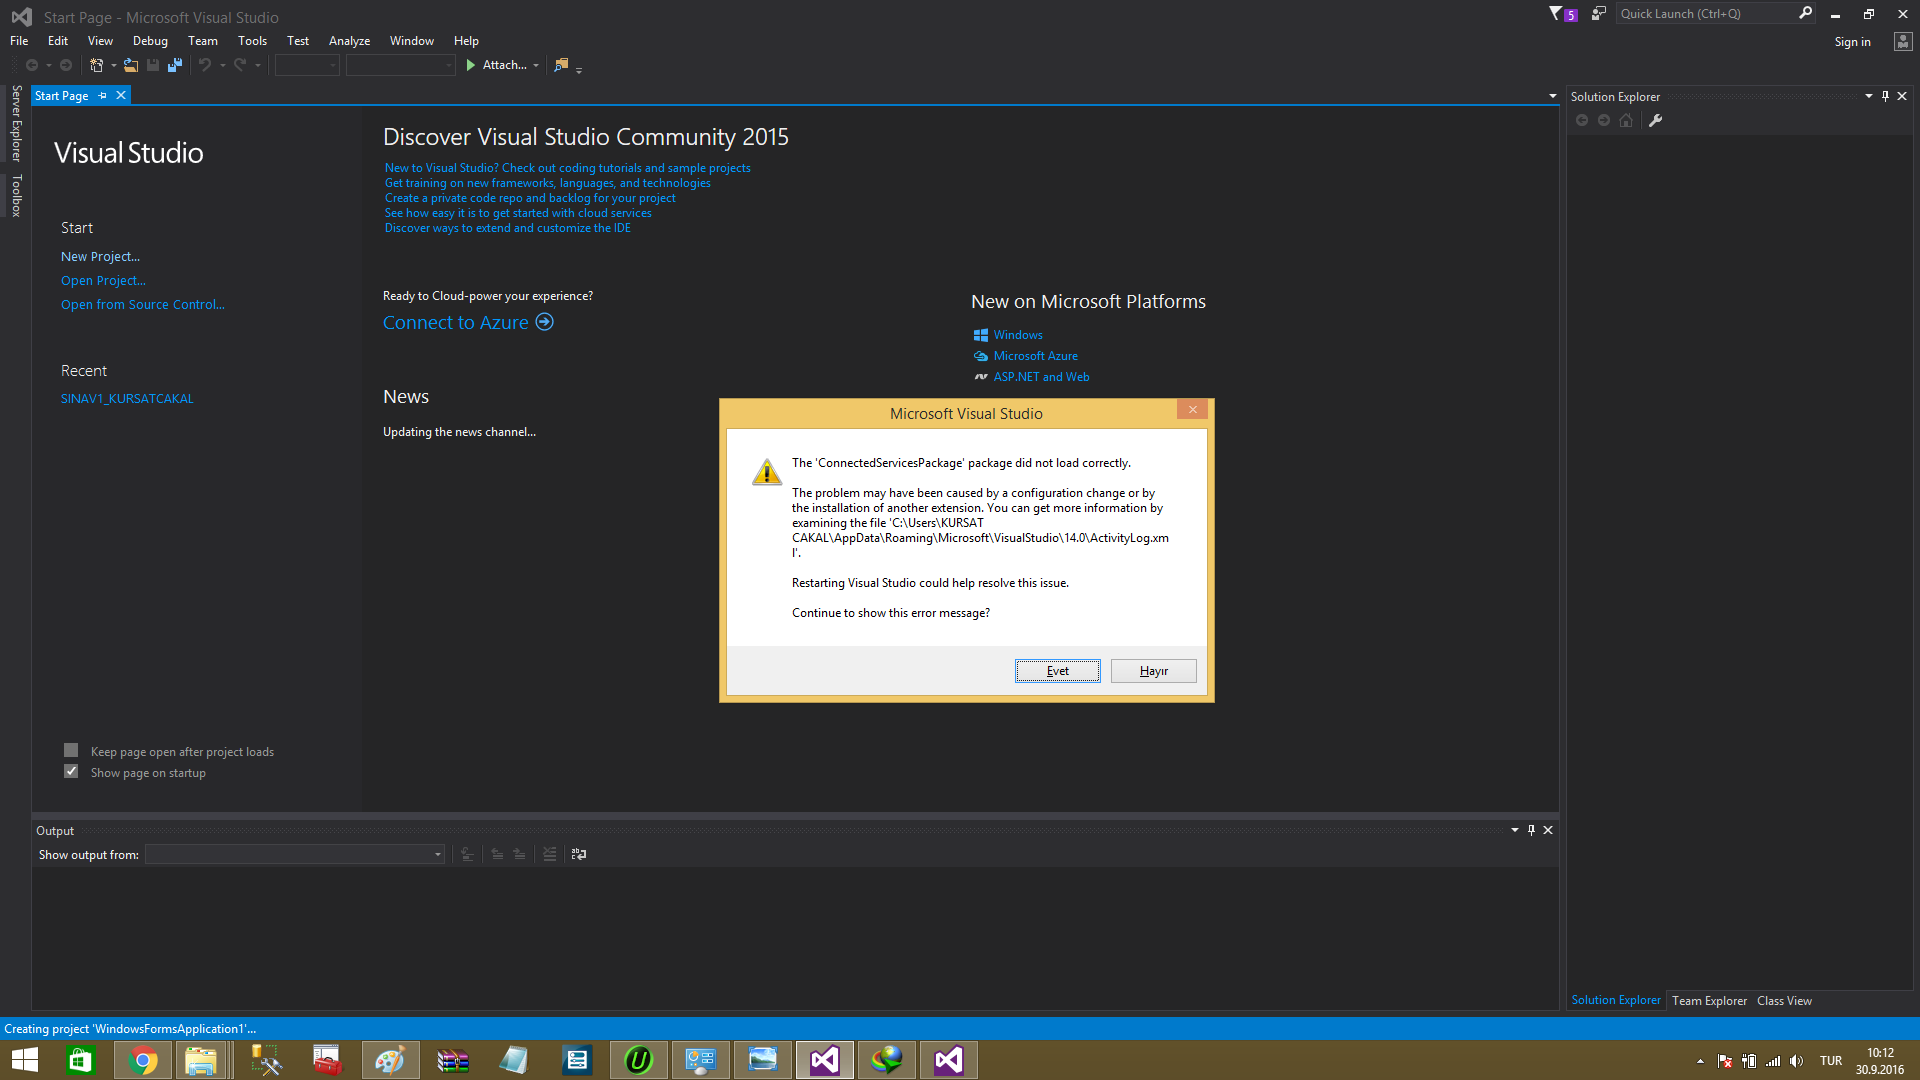 Start Page - Microsoft Visual Studio
5
Quick Launch (Ctrl+Q)
File Edit View Debug Team Tools Test Analyze Window Help
Sign in
Attach...
Server Explorer
Toolbox
Start Page
Visual Studio
Start
New Project...
Open Project...
Open from Source Control...
Recent
SINAV1_KURSATCAKAL
Keep page open after project loads
Show page on startup
Discover Visual Studio Community 2015
New to Visual Studio? Check out coding tutorials and sample projects
Get training on new frameworks, languages, and technologies
Create a private code repo and backlog for your project
See how easy it is to get started with cloud services
Discover ways to extend and customize the IDE
Ready to Cloud-power your experience?
Connect to Azure
News
Updating the news channel...
New on Microsoft Platforms
Windows
Microsoft Azure
ASP.NET and Web
Microsoft Visual Studio
The 'ConnectedServicesPackage' package did not load correctly.
The problem may have been caused by a configuration change or by
the installation of another extension. You can get more information by
examining the file 'C:\Users\KURSAT
CAKAL\AppData\Roaming\Microsoft\VisualStudio\14.0\ActivityLog.xm
l'.
Restarting Visual Studio could help resolve this issue.
Continue to show this error message?
Evet
Hayır
Solution Explorer
Output
Show output from:
Solution Explorer Team Explorer Class View
Creating project 'WindowsFormsApplication1'...
TUR
10:12
30.9.2016